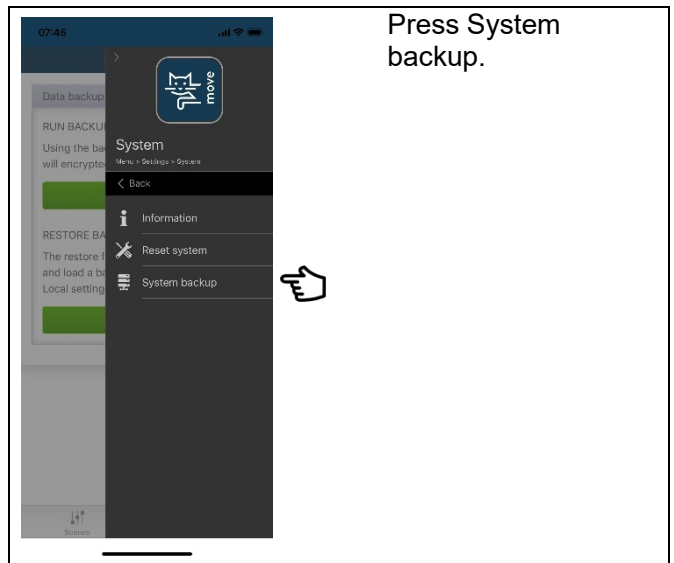 07:45
Press System
backup.
move
Data backup
RUN BACKU
Using the ba
will encrypte
System
Menu > Settings > System
Back
Information
RESTORE BA
Reset system
The restore f
and load a ba
System backup
Local setting
Scenes